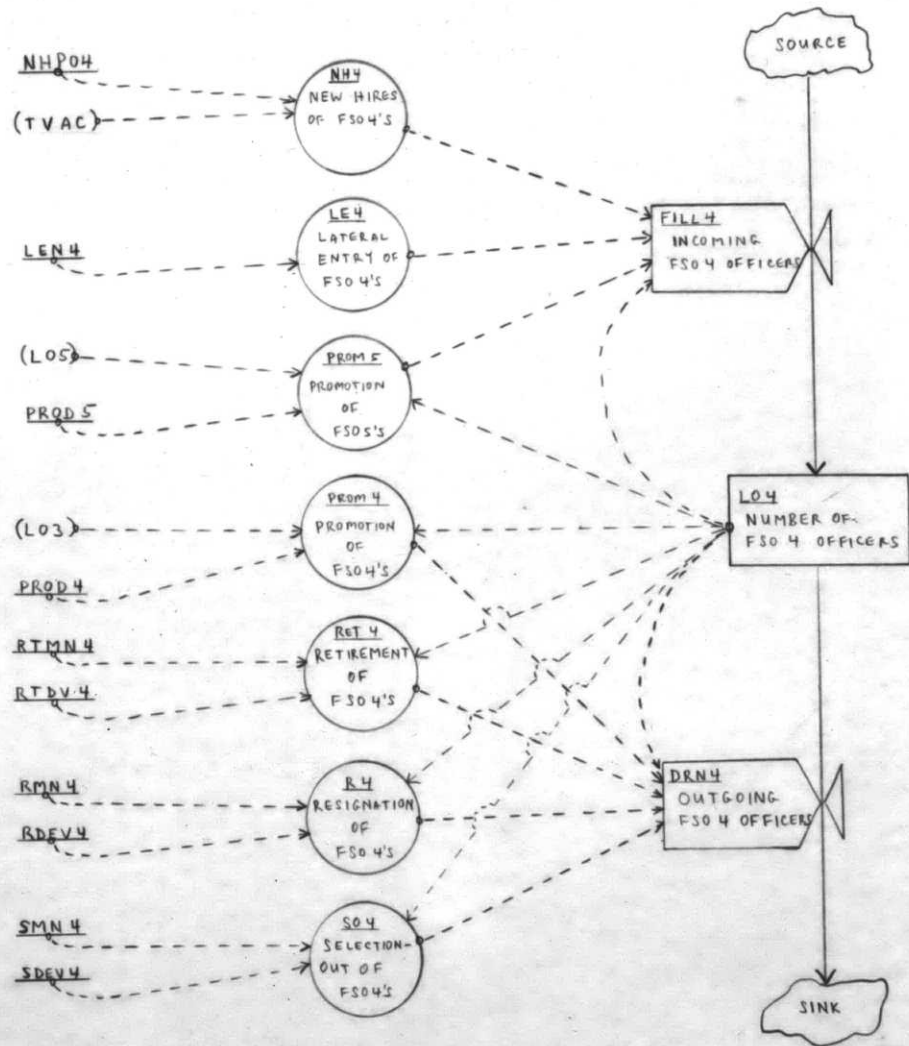 SOURCE
NHPO4
(TVAC)
NH4
NEW HIRES
OF FSO4'S
LEN4
LE4
LATERAL
ENTRY OF
FSO4'S
FILL4
INCOMING
FSO4 OFFICERS
(LO5)
PROD5
PROM5
PROMOTION
OF
FSO5'S
(LO3)
PROD4
PROM4
PROMOTION
OF
FSO4'S
LO4
NUMBER OF
FSO4 OFFICERS
RTMN4
RTDV4
RET4
RETIREMENT
OF
FSO4'S
RMN4
RDEV4
R4
RESIGNATION
OF
FSO4'S
DRN4
OUTGOING
FSO4 OFFICERS
SMN4
SDEV4
SO4
SELECTION-
OUT OF
FSO4'S
SINK